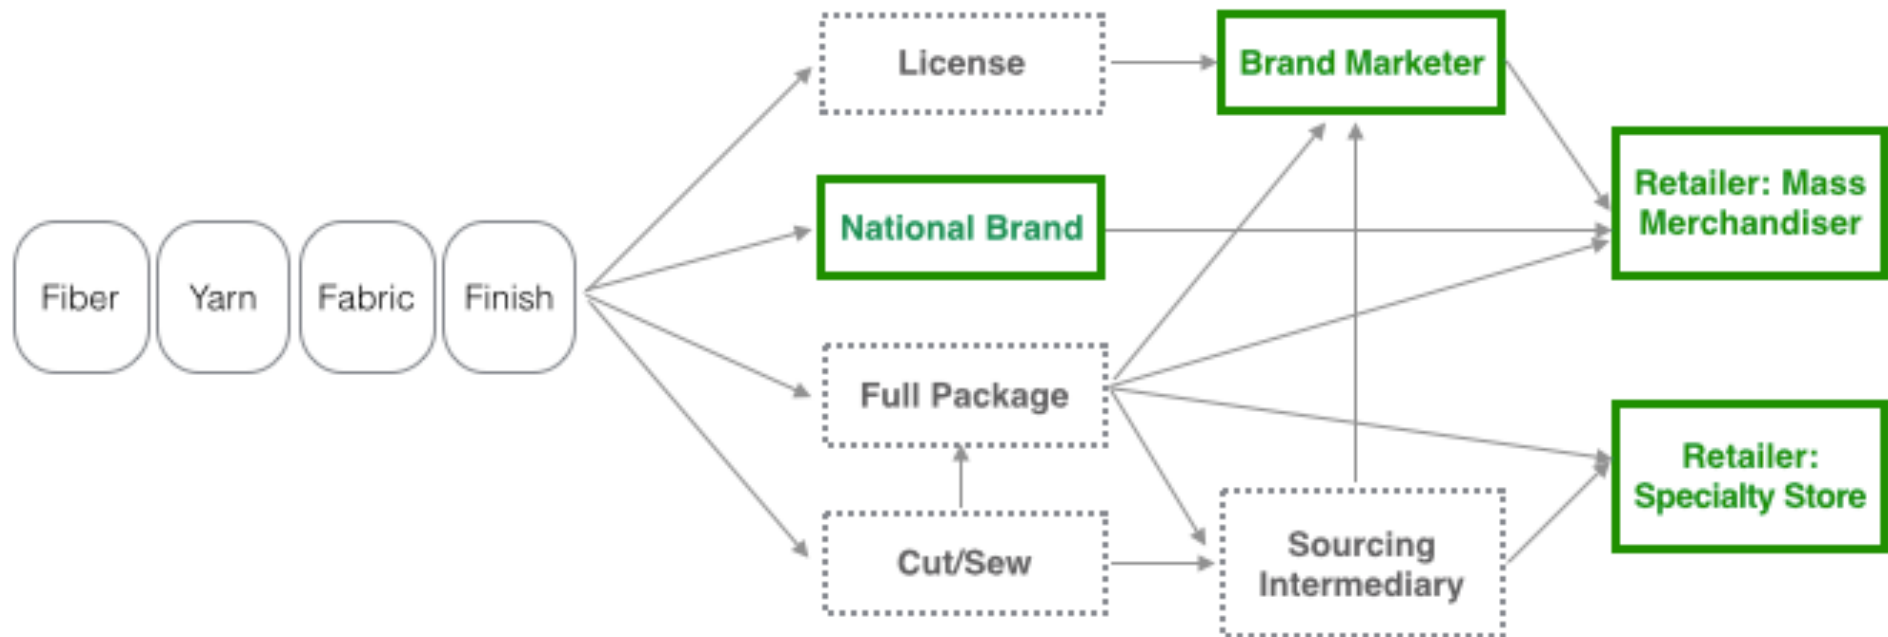 Fiber
Yarn
Fabric
Finish
License
National Brand
Full Package
Cut/Sew
Brand Marketer
Sourcing
Intermediary
Retailer: Mass
Merchandiser
Retailer:
Specialty Store